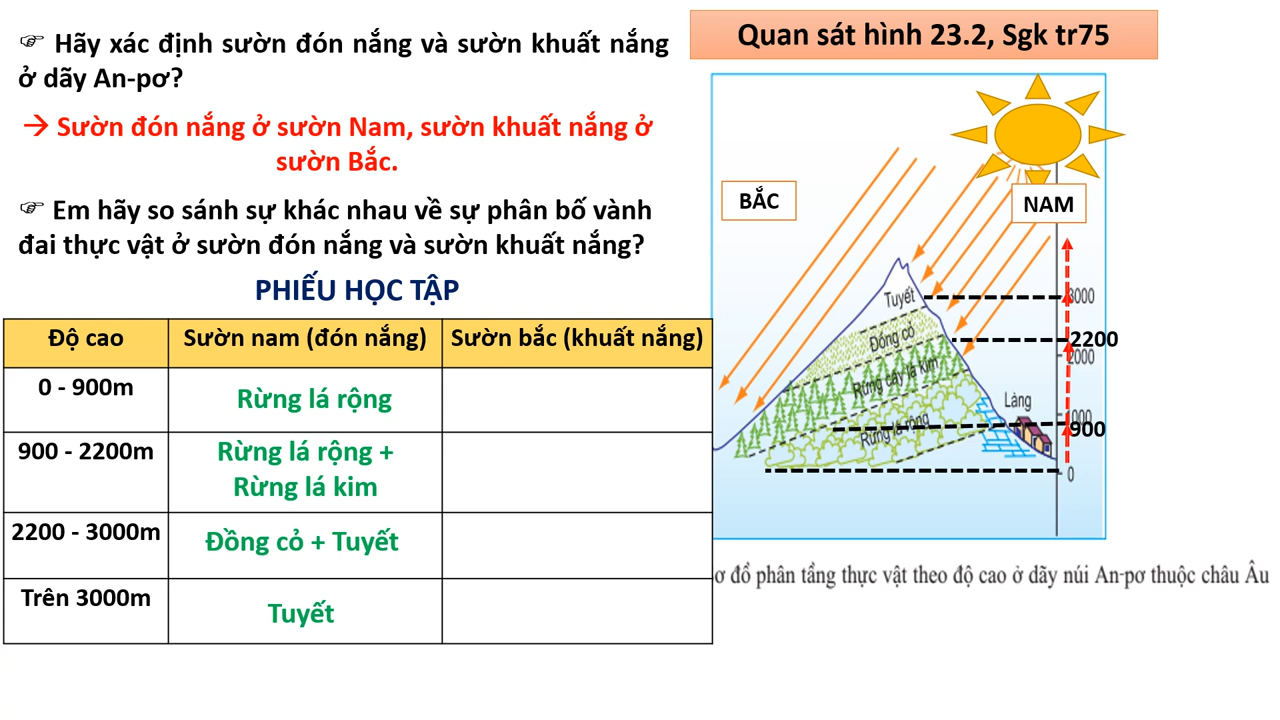 ☞ Hãy xác định sườn đón nắng và sườn khuất nắng
ở dãy An-pơ?
→ Sườn đón nắng ở sườn Nam, sườn khuất nắng ở
sườn Bắc.
☞ Em hãy so sánh sự khác nhau về sự phân bố vành
đai thực vật ở sườn đón nắng và sườn khuất nắng?
PHIẾU HỌC TẬP
Độ cao Sườn nam (đón nắng) Sườn bắc (khuất nắng)
0 - 900m Rừng lá rộng
900 - 2200m Rừng lá rộng +
Rừng lá kim
2200 - 3000m Đồng cỏ + Tuyết
Trên 3000m Tuyết
Quan sát hình 23.2, Sgk tr75
BẮC
NAM
Tuyết
3000
Đồng cỏ
2200
2000
Rừng cây lá kim
Làng
Rừng lá rộng
900
0
ơ đồ phân tầng thực vật theo độ cao ở dãy núi An-pơ thuộc châu Âu